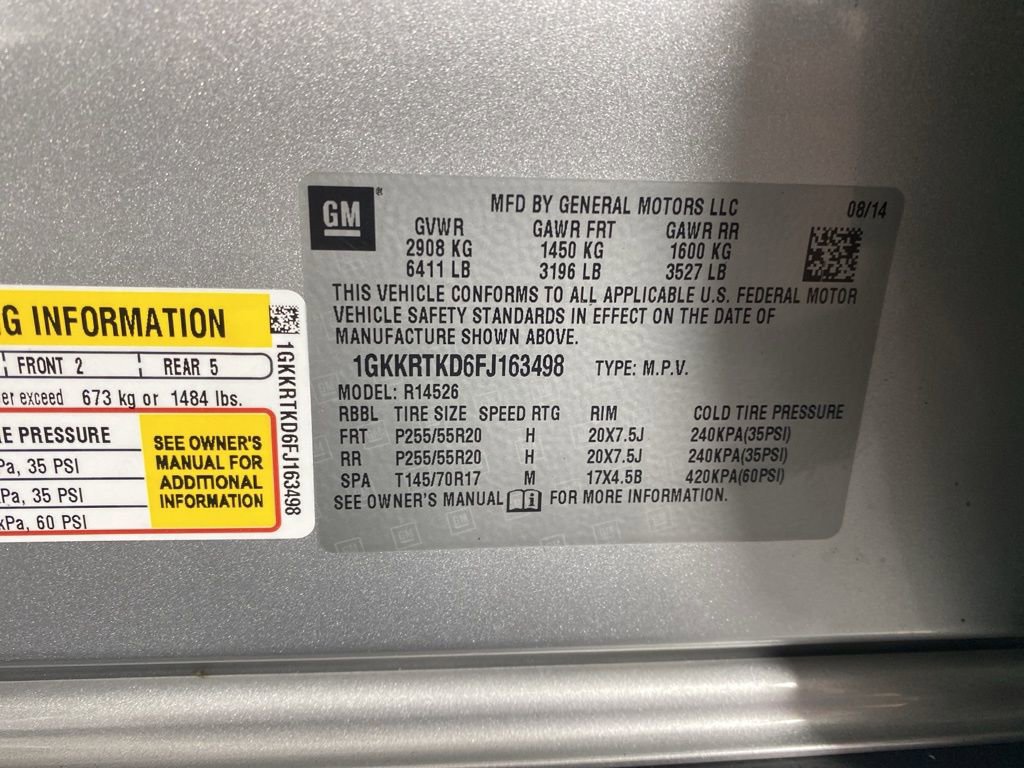 G INFORMATION
FRONT 2 REAR 5
er exceed 673 kg or 1484 lbs.
E PRESSURE
Pa, 35 PSI
kPa, 35 PSI
kPa, 60 PSI
SEE OWNER'S
MANUAL FOR
ADDITIONAL
INFORMATION
1GKKRTKD6FJ163498
GM ®
MFD BY GENERAL MOTORS LLC 08/14
GVWR GAWR FRT GAWR RR
2908 KG 1450 KG 1600 KG
6411 LB 3196 LB 3527 LB
THIS VEHICLE CONFORMS TO ALL APPLICABLE U.S. FEDERAL MOTOR
VEHICLE SAFETY STANDARDS IN EFFECT ON THE DATE OF
MANUFACTURE SHOWN ABOVE.
1GKKRTKD6FJ163498 TYPE: M.P.V.
MODEL: R14526
RBBL TIRE SIZE SPEED RTG RIM COLD TIRE PRESSURE
FRT P255/55R20 H 20X7.5J 240KPA(35PSI)
RR P255/55R20 H 20X7.5J 240KPA(35PSI)
SPA T145/70R17 M 17X4.5B 420KPA(60PSI)
SEE OWNER'S MANUAL FOR MORE INFORMATION.